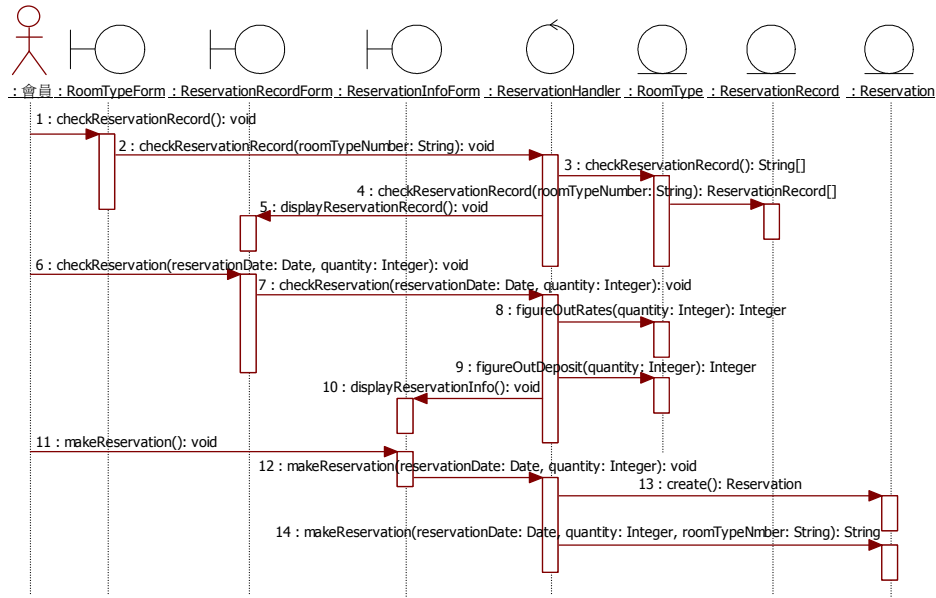 : 會員 : RoomTypeForm : ReservationRecordForm : ReservationInfoForm : ReservationHandler : RoomType : ReservationRecord : Reservation
1 : checkReservationRecord(): void
2 : checkReservationRecord(roomTypeNumber: String): void
3 : checkReservationRecord(): String[]
4 : checkReservationRecord(roomTypeNumber: String): ReservationRecord[]
5 : displayReservationRecord(): void
6 : checkReservation(reservationDate: Date, quantity: Integer): void
7 : checkReservation(reservationDate: Date, quantity: Integer): void
8 : figureOutRates(quantity: Integer): Integer
9 : figureOutDeposit(quantity: Integer): Integer
10 : displayReservationInfo(): void
11 : makeReservation(): void
12 : makeReservation(reservationDate: Date, quantity: Integer): void
13 : create(): Reservation
14 : makeReservation(reservationDate: Date, quantity: Integer, roomTypeNmber: String): String